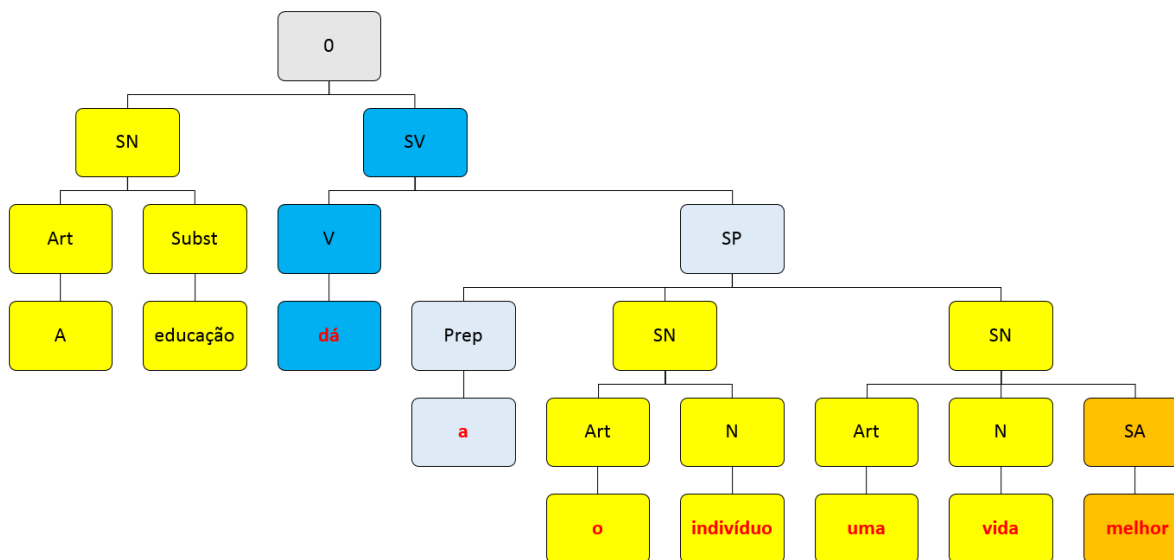 0
SN SV
Art Subst V SP
A educação dá Prep SN SN
a Art N Art N SA
o indivíduo uma vida melhor